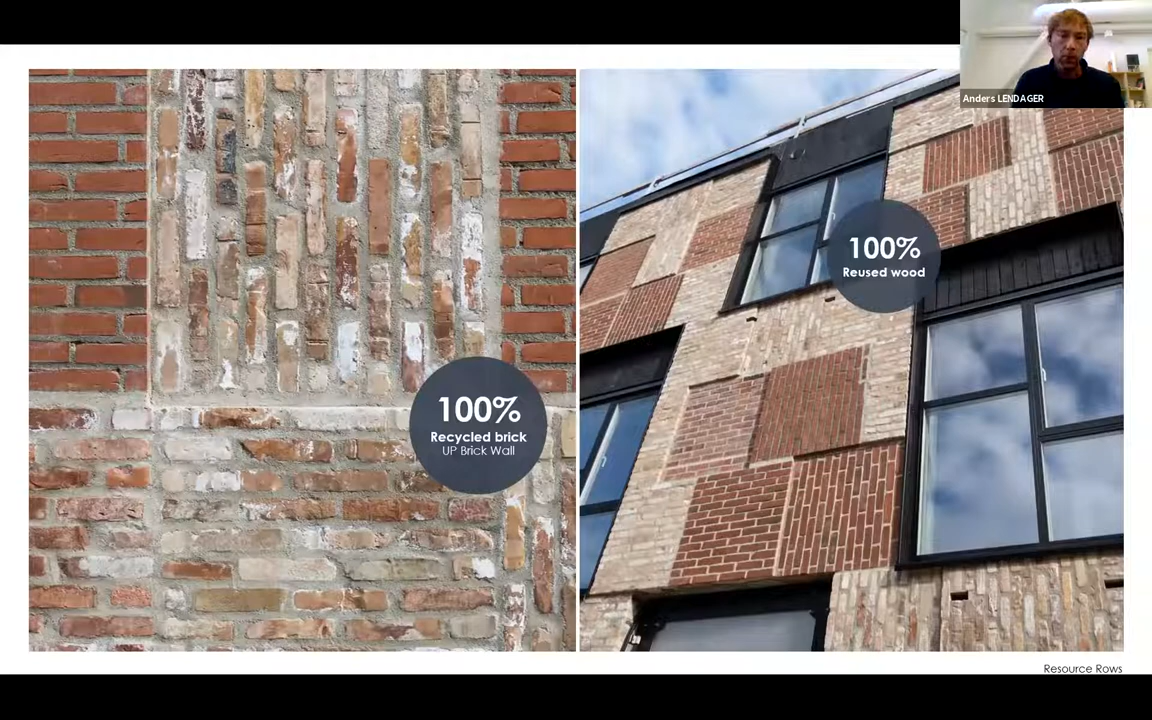 Anders LENDAGER
100%
Recycled brick
UP Brick Wall
100%
Reused wood
Resource Rows